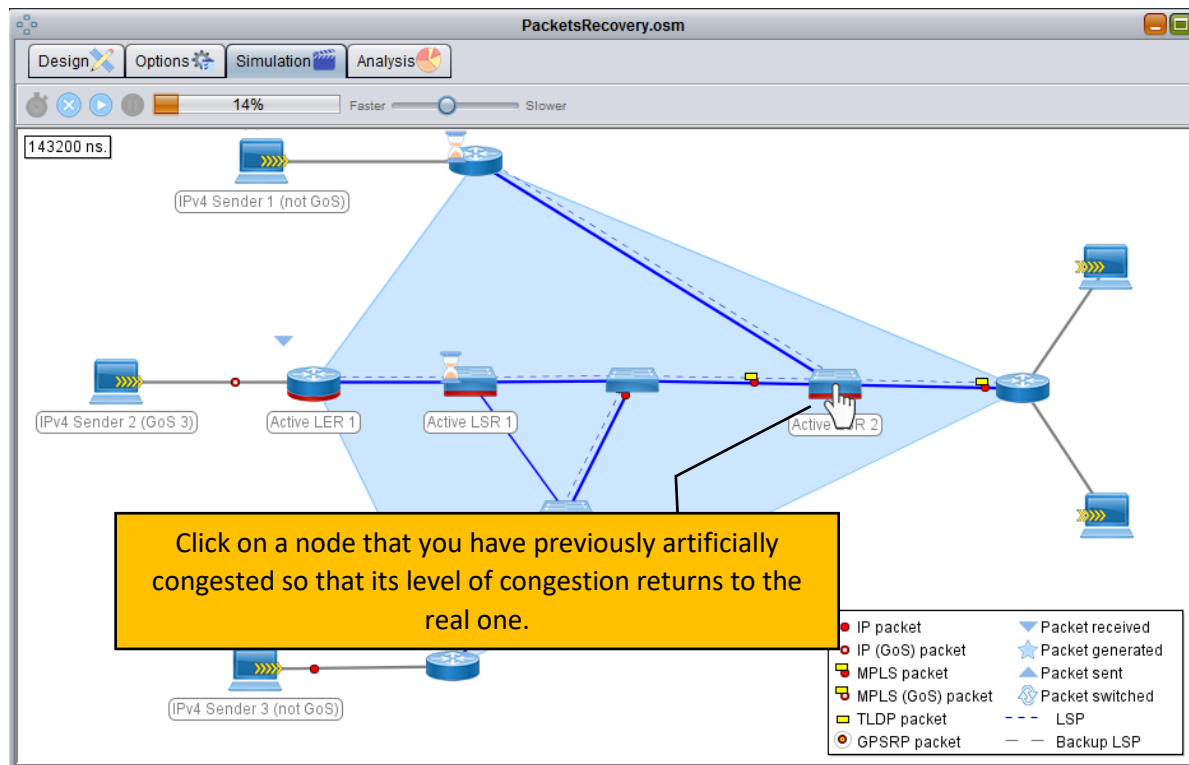 PacketsRecovery.osm
Design Options Simulation Analysis
14% Faster Slower
143200 ns.
IPv4 Sender 1 (not GoS)
IPv4 Sender 2 (GoS 3)
Active LER 1
Active LSR 1
Active LSR 2
Click on a node that you have previously artificially
congested so that its level of congestion returns to the
real one.
IPv4 Sender 3 (not GoS)
IP packet Packet received
IP (GoS) packet Packet generated
MPLS packet Packet sent
MPLS (GoS) packet Packet switched
TLDP packet LSP
GPSRP packet Backup LSP